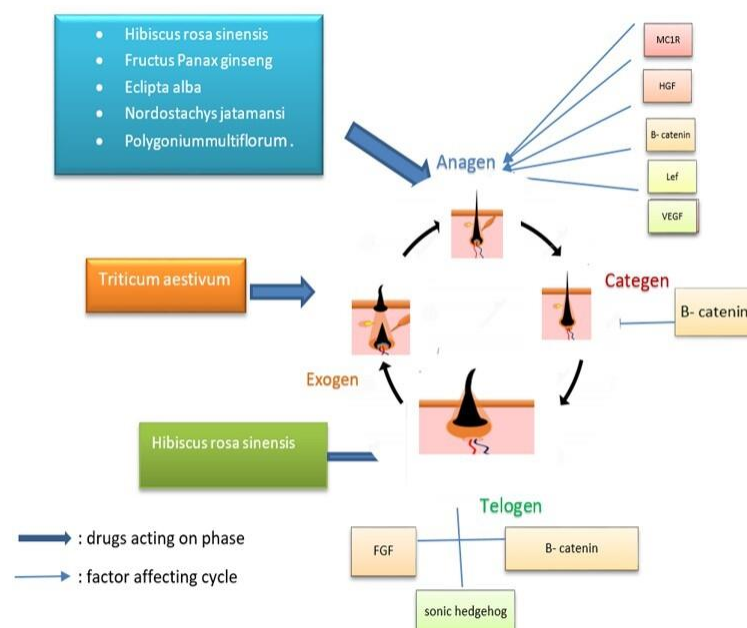 Hibiscus rosa sinensis
Fructus Panax ginseng
Eclipta alba
Nordostachys jatamansi
Polygoniummultiflorum .
MC1R
HGF
B- catenin
Lef
VEGF
Anagen
Triticum aestivum
Categen
B- catenin
Exogen
Hibiscus rosa sinensis
Telogen
FGF
B- catenin
sonic hedgehog
: drugs acting on phase
: factor affecting cycle